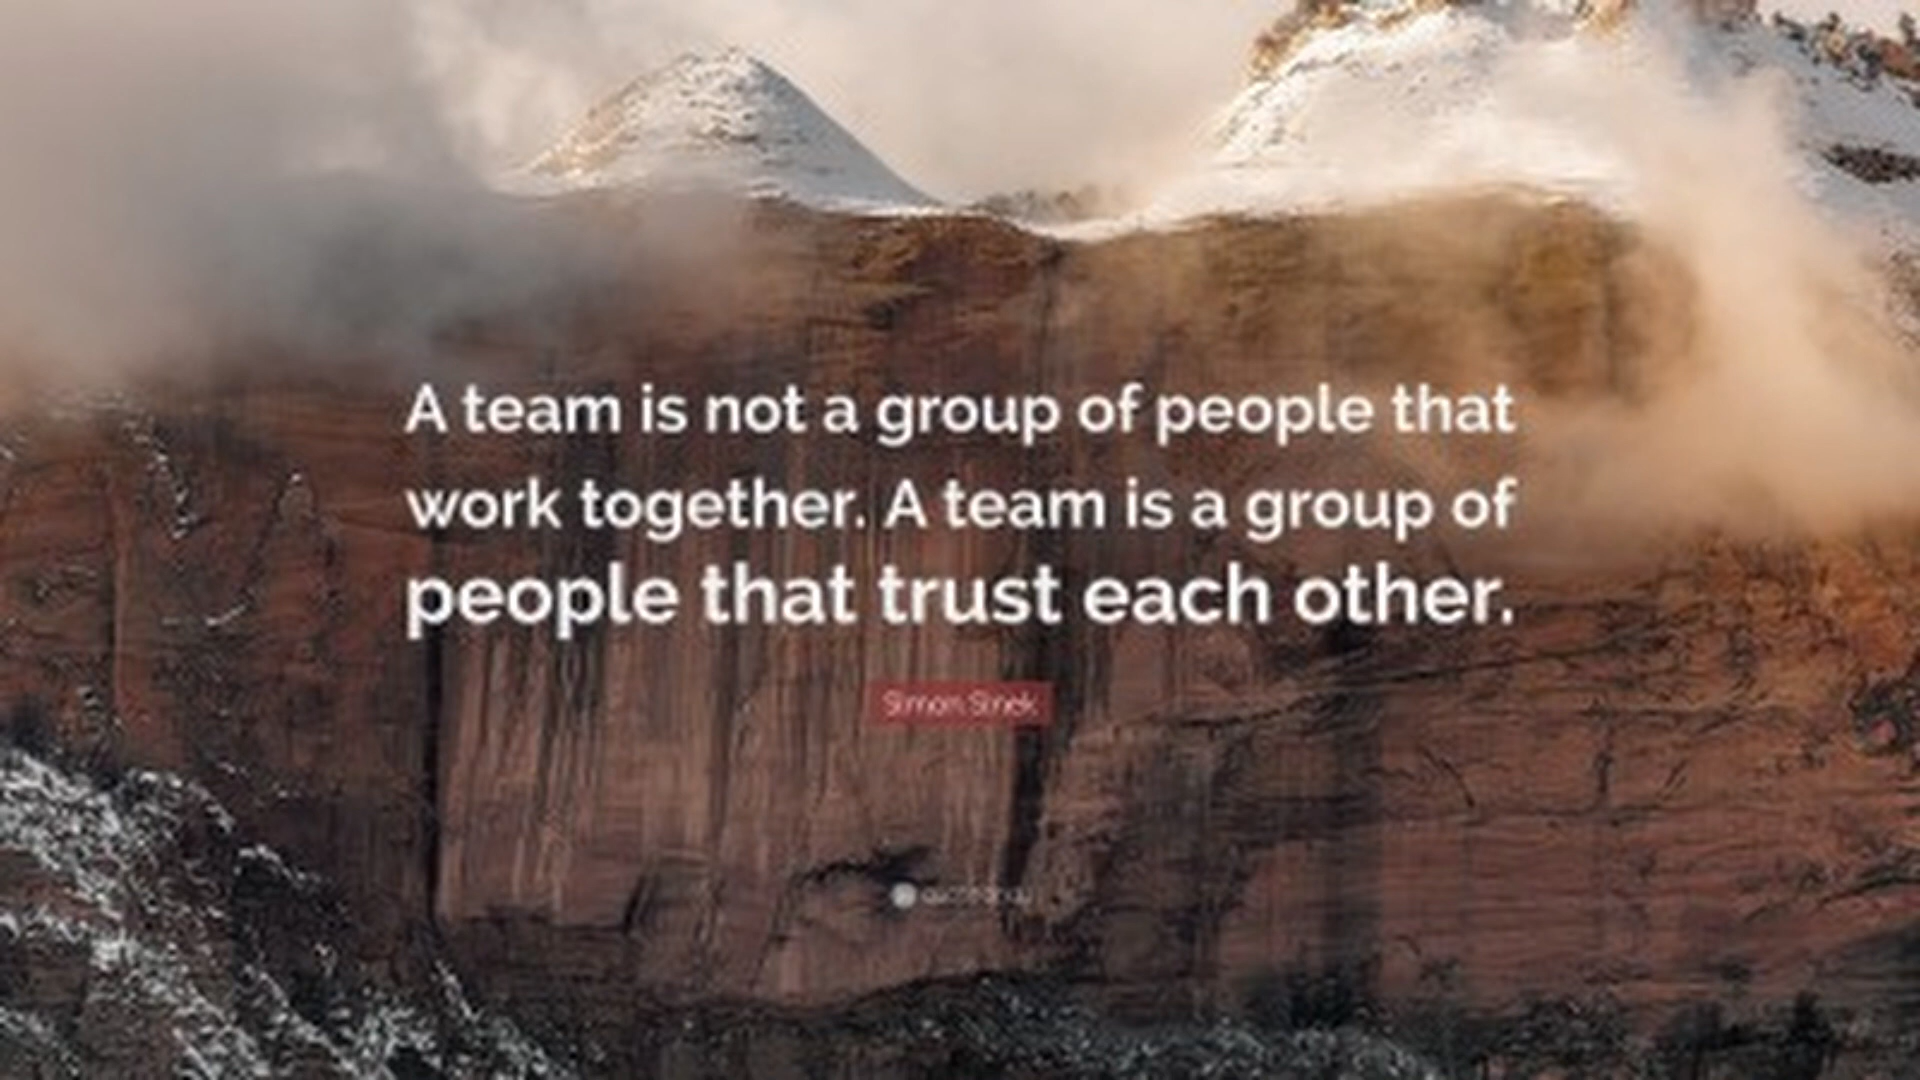 A team is not a group of people that
work together. A team is a group of
people that trust each other.
Simon Sinek